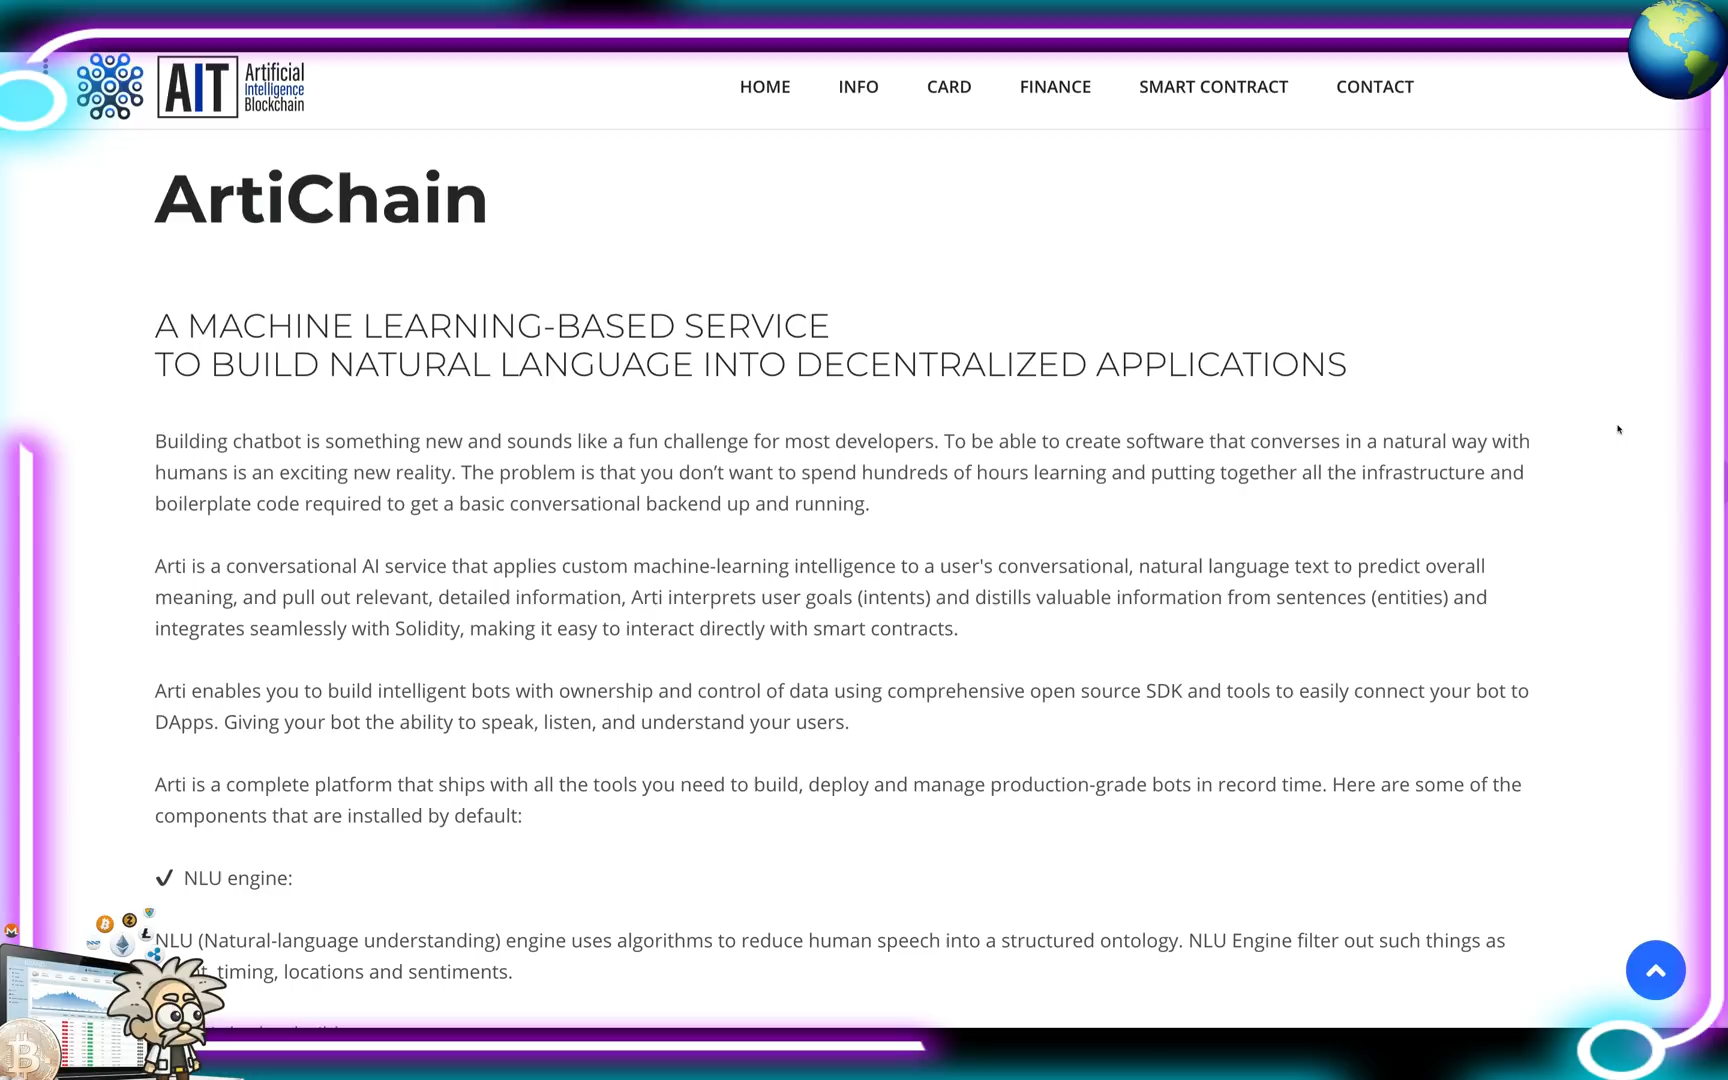 AIT Artificial Intelligence Blockchain
HOME INFO CARD FINANCE SMART CONTRACT CONTACT
ArtiChain
A MACHINE LEARNING-BASED SERVICE
TO BUILD NATURAL LANGUAGE INTO DECENTRALIZED APPLICATIONS
Building chatbot is something new and sounds like a fun challenge for most developers. To be able to create software that converses in a natural way with
humans is an exciting new reality. The problem is that you don’t want to spend hundreds of hours learning and putting together all the infrastructure and
boilerplate code required to get a basic conversational backend up and running.
Arti is a conversational AI service that applies custom machine-learning intelligence to a user's conversational, natural language text to predict overall
meaning, and pull out relevant, detailed information, Arti interprets user goals (intents) and distills valuable information from sentences (entities) and
integrates seamlessly with Solidity, making it easy to interact directly with smart contracts.
Arti enables you to build intelligent bots with ownership and control of data using comprehensive open source SDK and tools to easily connect your bot to
DApps. Giving your bot the ability to speak, listen, and understand your users.
Arti is a complete platform that ships with all the tools you need to build, deploy and manage production-grade bots in record time. Here are some of the
components that are installed by default:
✔ NLU engine:
NLU (Natural-language understanding) engine uses algorithms to reduce human speech into a structured ontology. NLU Engine filter out such things as
timing, locations and sentiments.